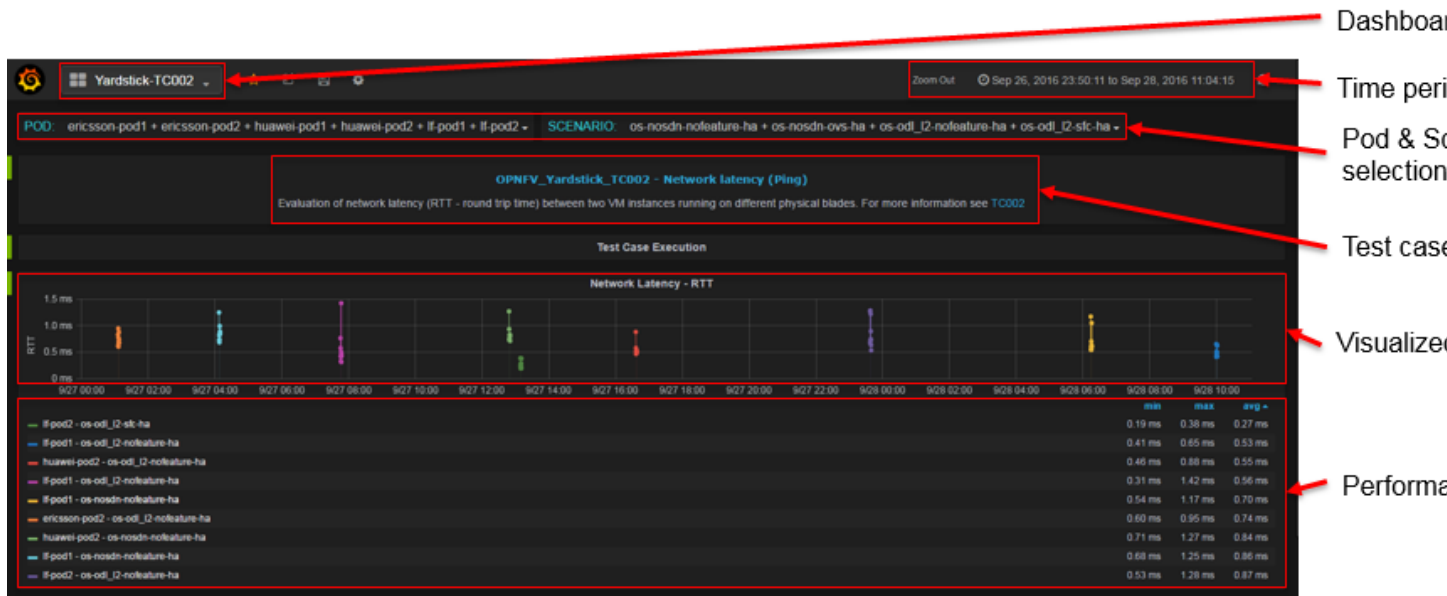 Dashboar
Yardstick-TC002
Zoom Out Sep 26, 2016 23:50:11 to Sep 28, 2016 11:04:15
Time peri
POD: ericsson-pod1 + ericsson-pod2 + huawei-pod1 + huawei-pod2 + lf-pod1 + lf-pod2 SCENARIO: os-nosdn-nofeature-ha + os-nosdn-ovs-ha + os-odl_l2-nofeature-ha + os-odl_l2-sfc-ha
Pod & Sc
selection
OPNFV_Yardstick_TC002 - Network latency (Ping)
Evaluation of network latency (RTT - round trip time) between two VM instances running on different physical blades. For more information see TC002
Test Case Execution
Test case
Network Latency - RTT
1.5 ms
1.0 ms
0.5 ms
0 ms
RTT
Visualized
9/27 00:00 9/27 02:00 9/27 04:00 9/27 06:00 9/27 08:00 9/27 10:00 9/27 12:00 9/27 14:00 9/27 16:00 9/27 18:00 9/27 20:00 9/27 22:00 9/28 00:00 9/28 02:00 9/28 04:00 9/28 06:00 9/28 08:00 9/28 10:00
min max avg
lf-pod2 - os-odl_l2-sfc-ha 0.19 ms 0.38 ms 0.27 ms
lf-pod1 - os-odl_l2-nofeature-ha 0.41 ms 0.65 ms 0.53 ms
huawei-pod2 - os-odl_l2-nofeature-ha 0.46 ms 0.88 ms 0.55 ms
lf-pod1 - os-odl_l2-nofeature-ha 0.31 ms 1.42 ms 0.56 ms
lf-pod1 - os-nosdn-nofeature-ha 0.54 ms 1.17 ms 0.70 ms
ericsson-pod2 - os-odl_l2-nofeature-ha 0.60 ms 0.95 ms 0.74 ms
huawei-pod2 - os-nosdn-nofeature-ha 0.71 ms 1.27 ms 0.84 ms
lf-pod1 - os-nosdn-nofeature-ha 0.68 ms 1.25 ms 0.86 ms
lf-pod2 - os-odl_l2-nofeature-ha 0.53 ms 1.28 ms 0.87 ms
Performa